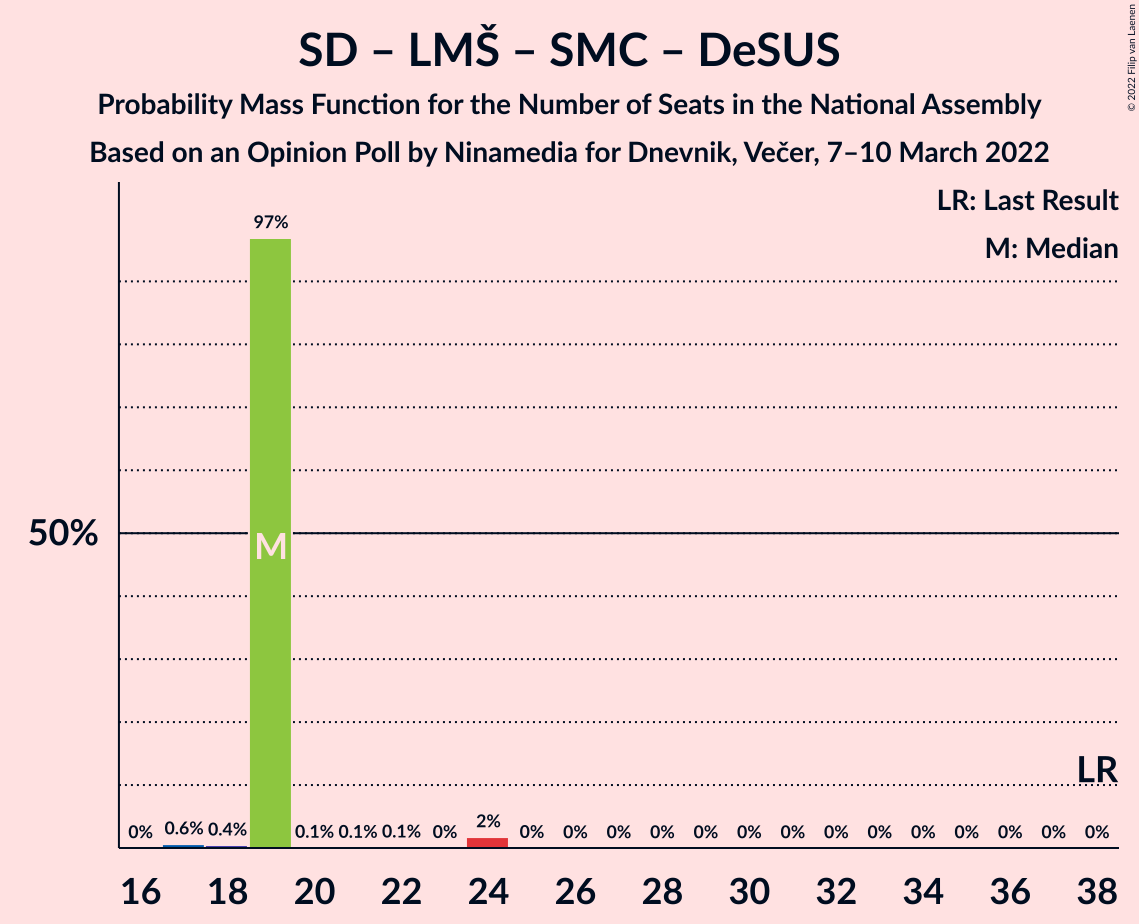 SD – LMŠ – SMC – DeSUS
Probability Mass Function for the Number of Seats in the National Assembly
Based on an Opinion Poll by Ninamedia for Dnevnik, Večer, 7–10 March 2022
© 2022 Filip van Laenen
LR: Last Result
M: Median
97%
50%
M
LR
0% 0.6% 0.4% 0.1% 0.1% 0.1% 0% 2% 0% 0% 0% 0% 0% 0% 0% 0% 0% 0% 0% 0% 0% 0%
16 18 20 22 24 26 28 30 32 34 36 38